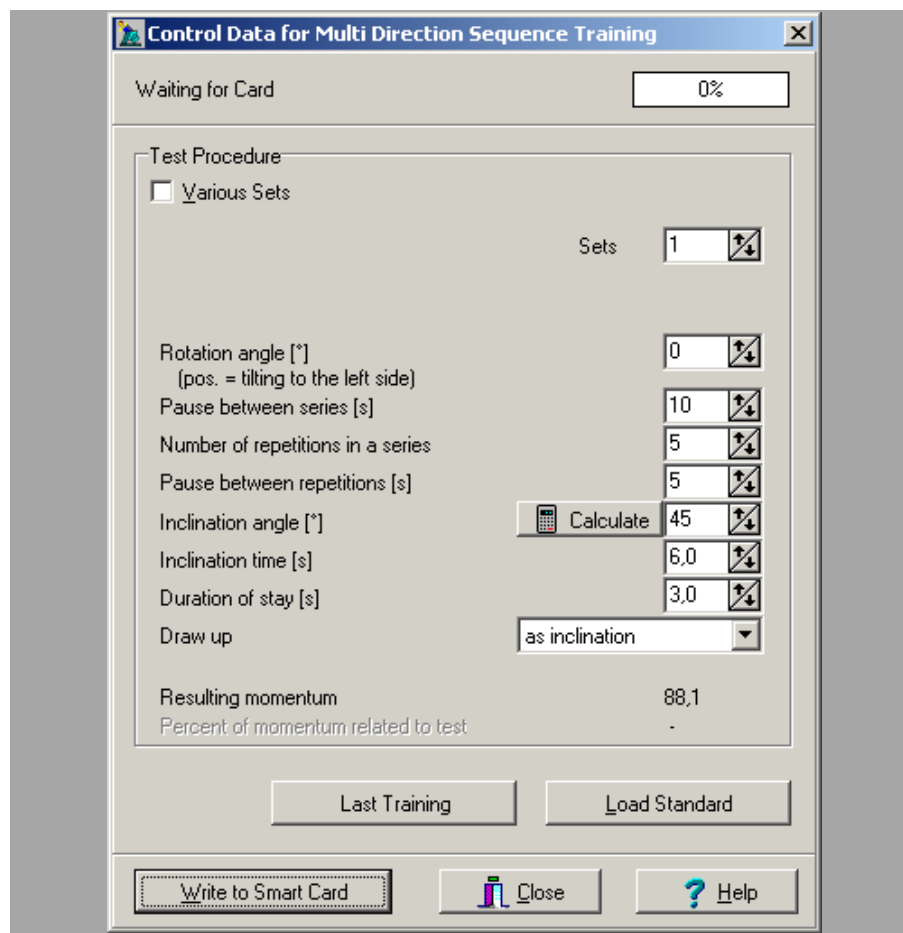 Control Data for Multi Direction Sequence Training
Waiting for Card 0%
Test Procedure
Various Sets
Sets 1
Rotation angle [°] 0
(pos. = tilting to the left side)
Pause between series [s] 10
Number of repetitions in a series 5
Pause between repetitions [s] 5
Inclination angle [°] Calculate 45
Inclination time [s] 6,0
Duration of stay [s] 3,0
Draw up as inclination
Resulting momentum 88,1
Percent of momentum related to test -
Last Training Load Standard
Write to Smart Card Close Help